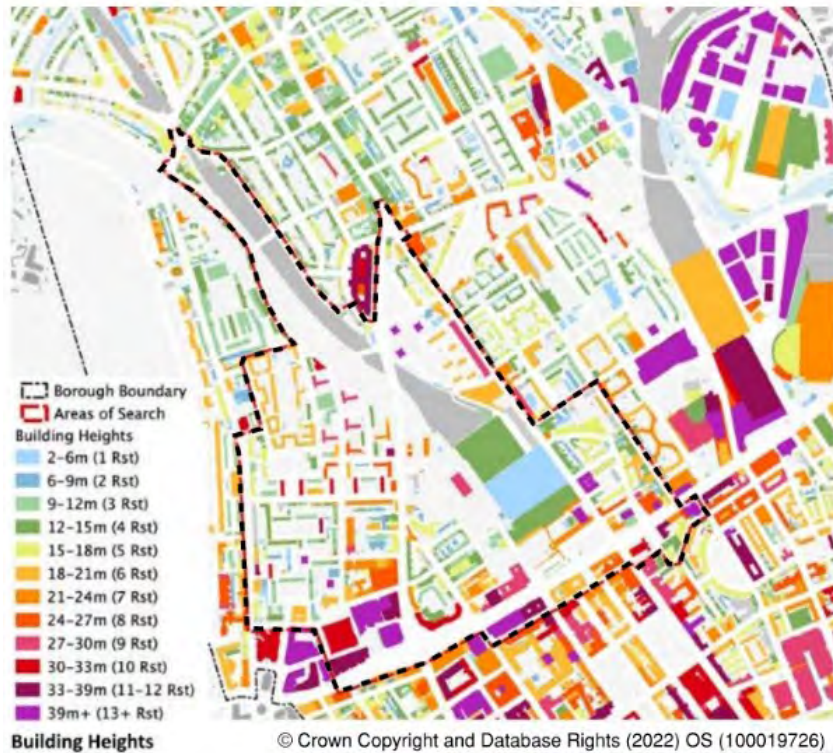 Borough Boundary
Areas of Search
Building Heights
2-6m (1 Rst)
6-9m (2 Rst)
9-12m (3 Rst)
12-15m (4 Rst)
15-18m (5 Rst)
18-21m (6 Rst)
21-24m (7 Rst)
24-27m (8 Rst)
27-30m (9 Rst)
30-33m (10 Rst)
33-39m (11-12 Rst)
39m+ (13+ Rst)
Building Heights © Crown Copyright and Database Rights (2022) OS (100019726)